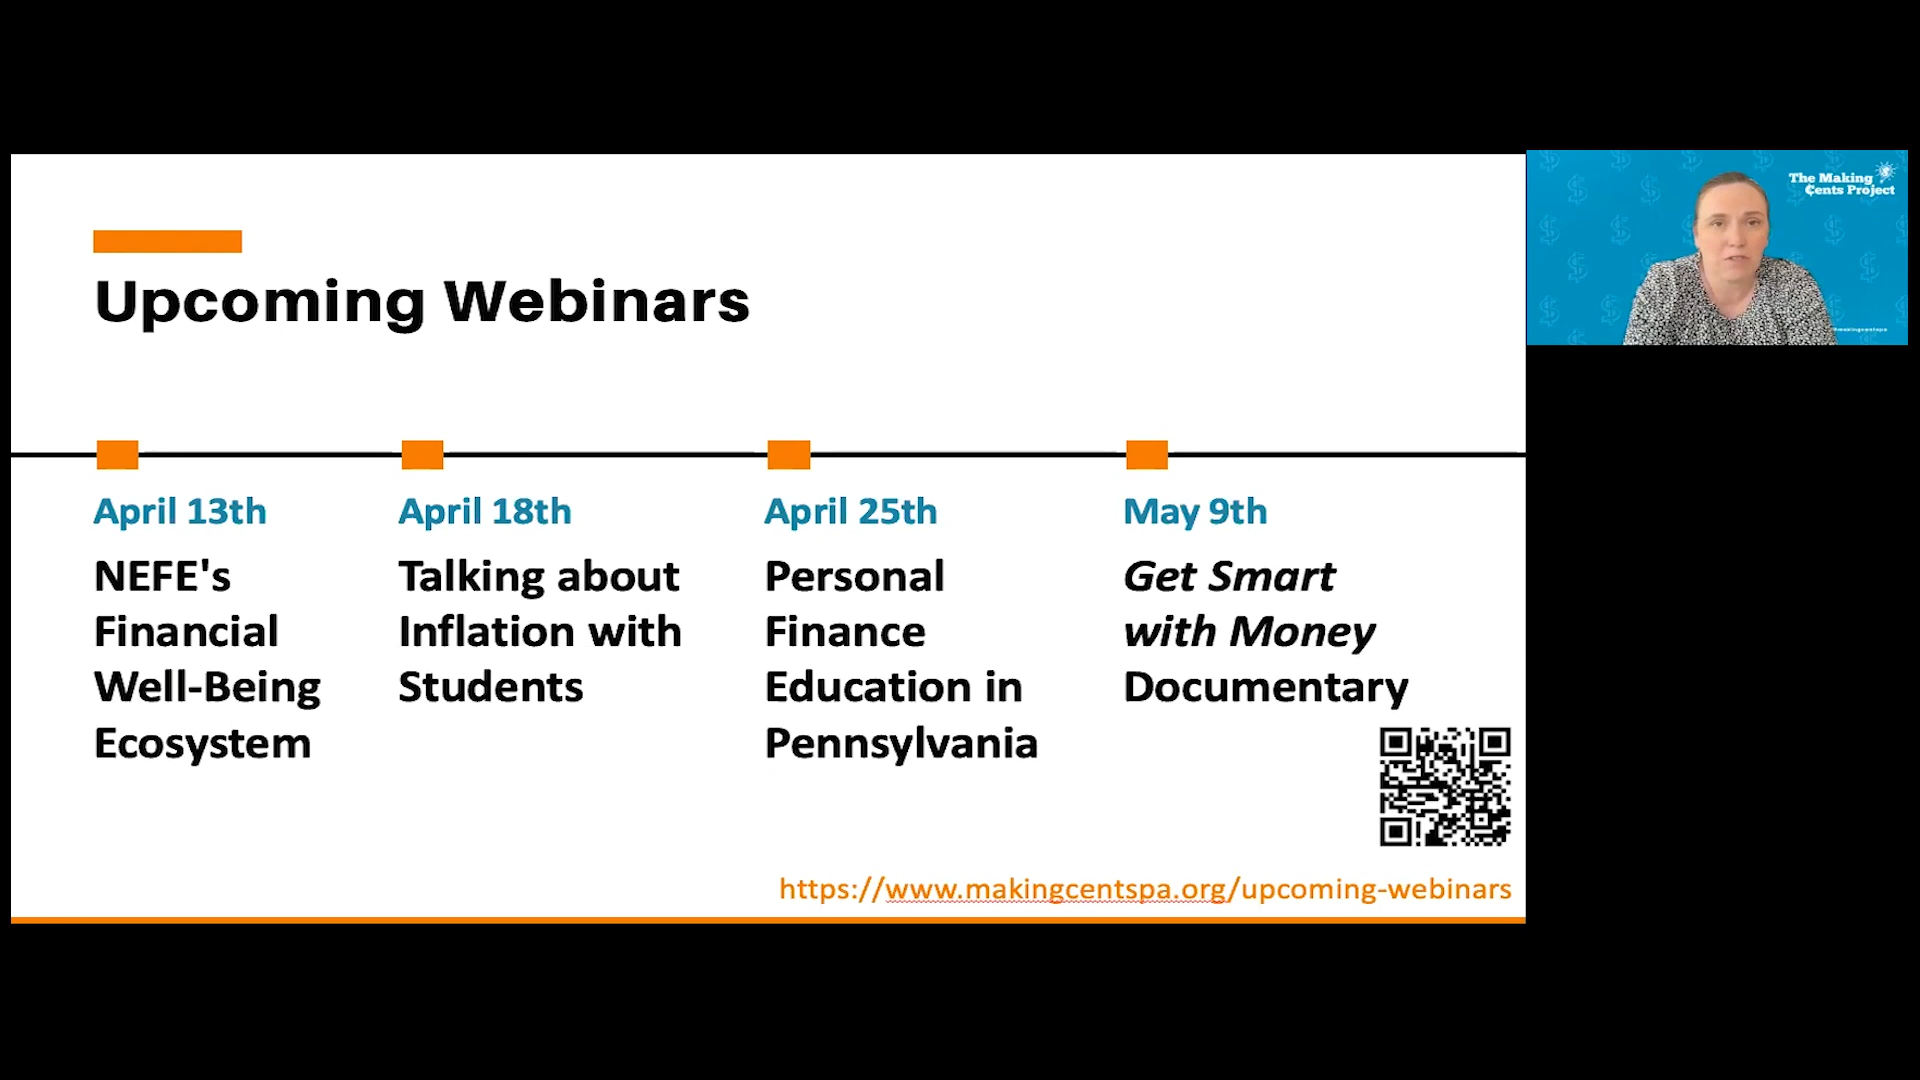 Upcoming Webinars
April 13th
NEFE's
Financial
Well-Being
Ecosystem
April 18th
Talking about
Inflation with
Students
April 25th
Personal
Finance
Education in
Pennsylvania
May 9th
Get Smart
with Money
Documentary
https://www.makingcentspa.org/upcoming-webinars
The Making
¢ents Project
@makingcentspa